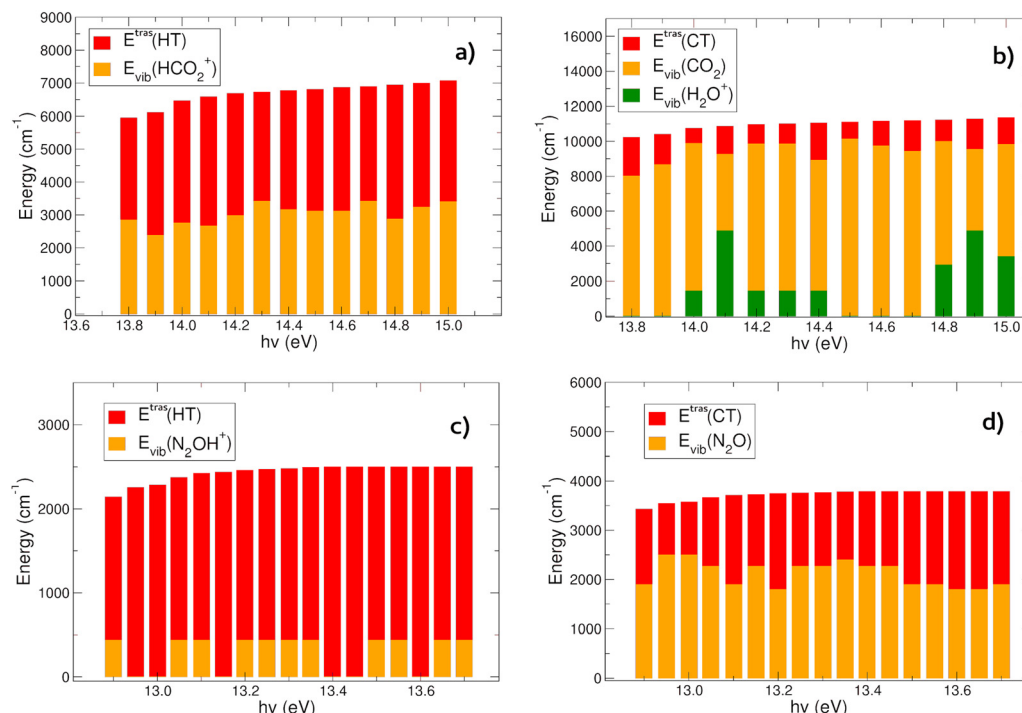 9000
8000
7000
6000
5000
4000
3000
2000
1000
0
Energy (cm⁻¹)
E^tras(HT)
E_vib(HCO₂⁺)
a)
13.6 13.8 14.0 14.2 14.4 14.6 14.8 15.0
hν (eV)
16000
14000
12000
10000
8000
6000
4000
2000
0
Energy (cm⁻¹)
E^tras(CT)
E_vib(CO₂)
E_vib(H₂O⁺)
b)
13.8 14.0 14.2 14.4 14.6 14.8 15.0
hν (eV)
3000
2000
1000
0
Energy (cm⁻¹)
E^tras(HT)
E_vib(N₂OH⁺)
c)
13.0 13.2 13.4 13.6
hν (eV)
6000
5000
4000
3000
2000
1000
0
Energy (cm⁻¹)
E^tras(CT)
E_vib(N₂O)
d)
13.0 13.2 13.4 13.6
hν (eV)